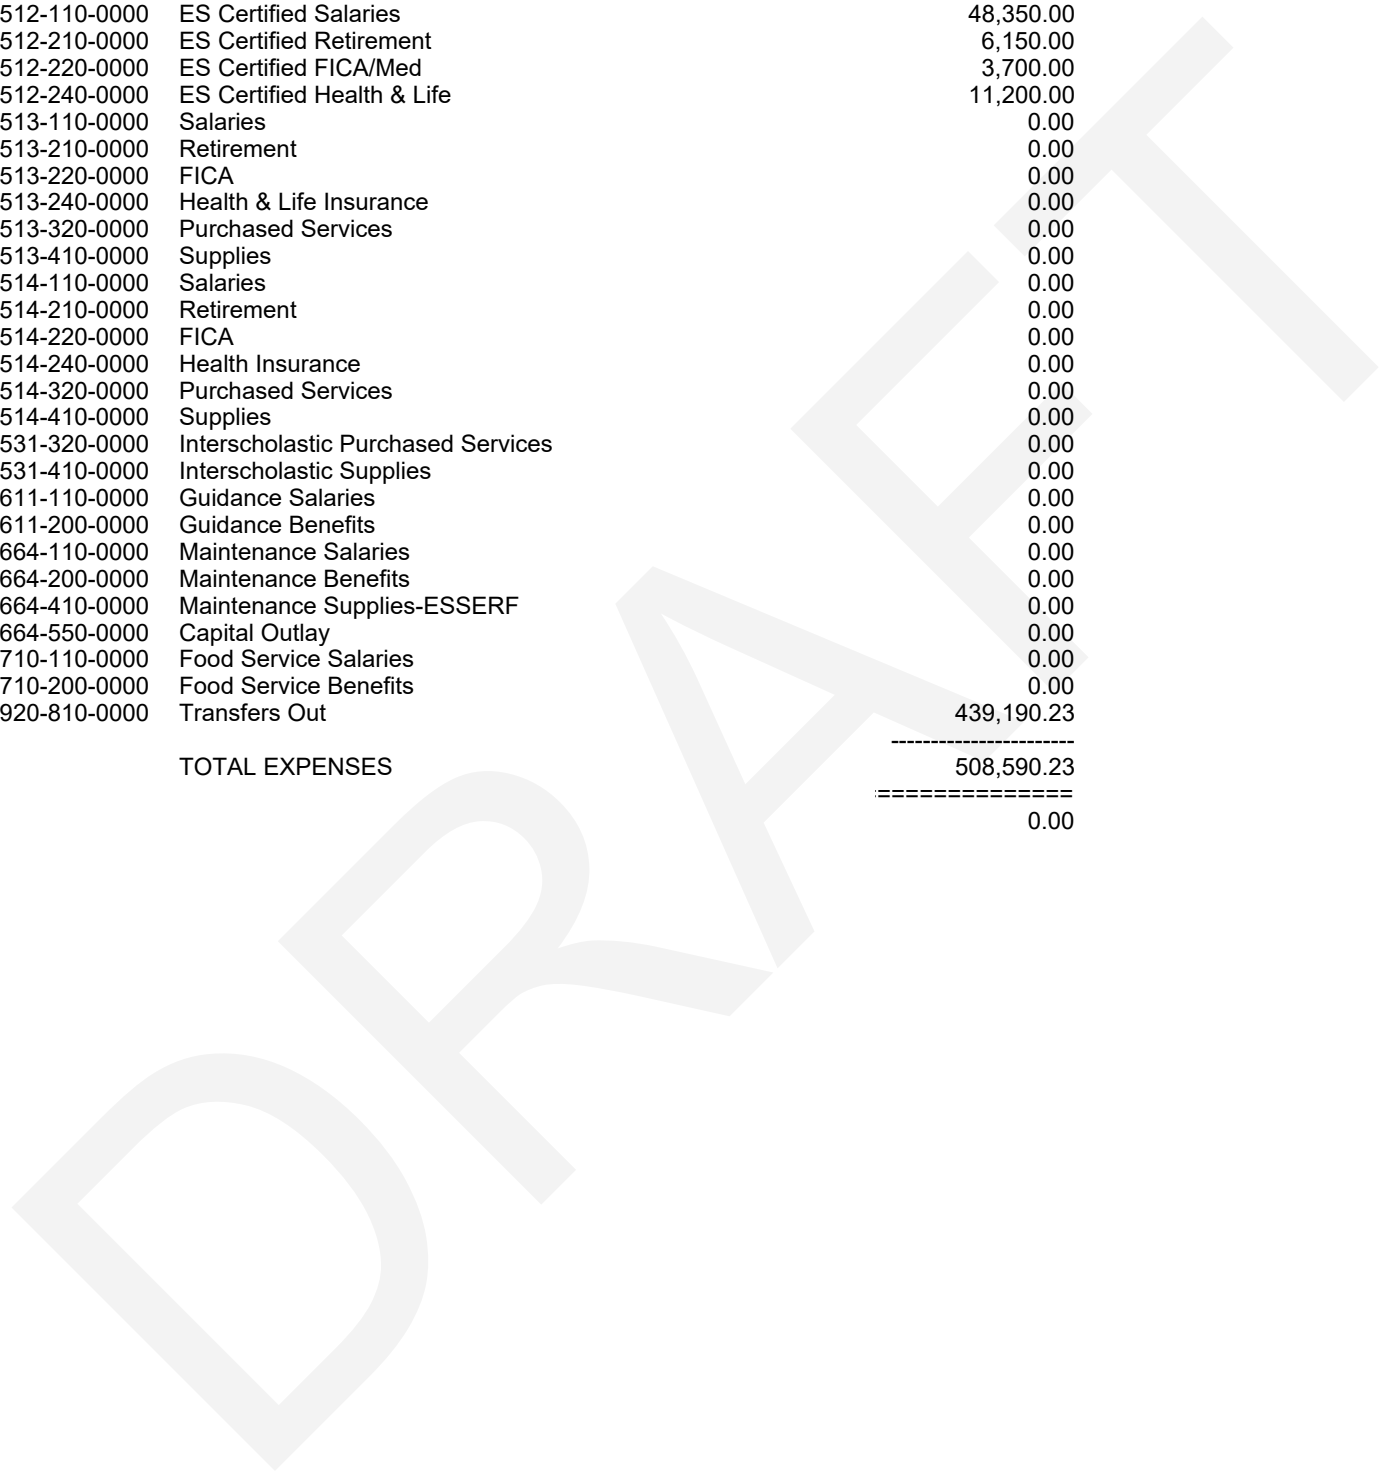 512-110-0000 ES Certified Salaries 48,350.00
512-210-0000 ES Certified Retirement 6,150.00
512-220-0000 ES Certified FICA/Med 3,700.00
512-240-0000 ES Certified Health & Life 11,200.00
513-110-0000 Salaries 0.00
513-210-0000 Retirement 0.00
513-220-0000 FICA 0.00
513-240-0000 Health & Life Insurance 0.00
513-320-0000 Purchased Services 0.00
513-410-0000 Supplies 0.00
514-110-0000 Salaries 0.00
514-210-0000 Retirement 0.00
514-220-0000 FICA 0.00
514-240-0000 Health Insurance 0.00
514-320-0000 Purchased Services 0.00
514-410-0000 Supplies 0.00
531-320-0000 Interscholastic Purchased Services 0.00
531-410-0000 Interscholastic Supplies 0.00
611-110-0000 Guidance Salaries 0.00
611-200-0000 Guidance Benefits 0.00
664-110-0000 Maintenance Salaries 0.00
664-200-0000 Maintenance Benefits 0.00
664-410-0000 Maintenance Supplies-ESSERF 0.00
664-550-0000 Capital Outlay 0.00
710-110-0000 Food Service Salaries 0.00
710-200-0000 Food Service Benefits 0.00
920-810-0000 Transfers Out 439,190.23
-----------------------
TOTAL EXPENSES 508,590.23
==============
0.00
DRAFT